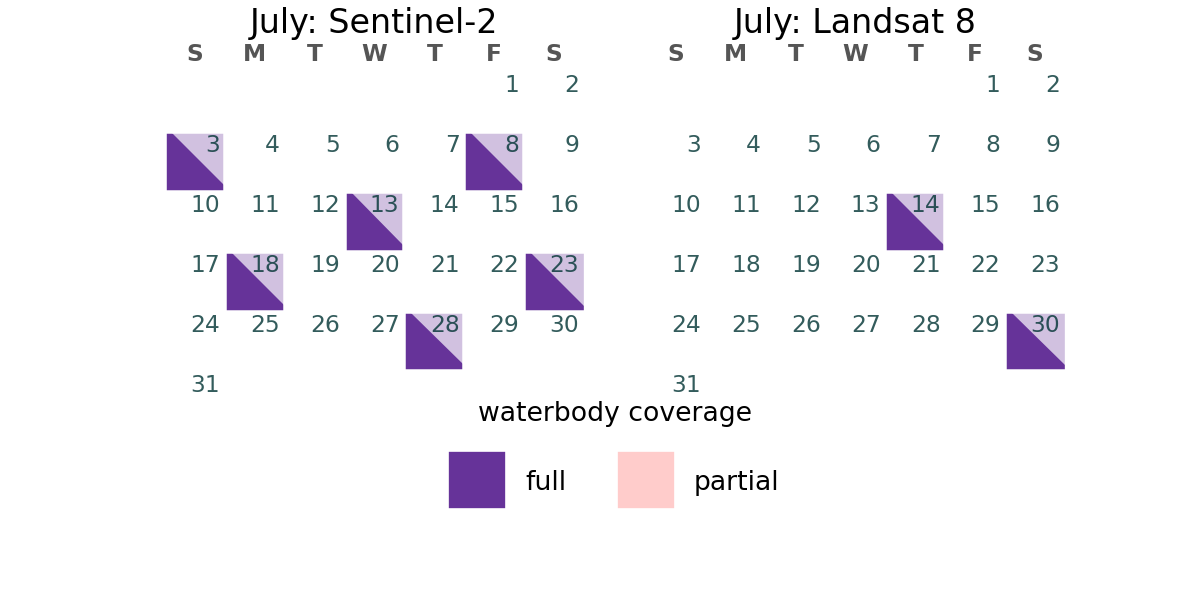 July: Sentinel-2
S M T W T F S
1 2
3 4 5 6 7 8 9
10 11 12 13 14 15 16
17 18 19 20 21 22 23
24 25 26 27 28 29 30
31
July: Landsat 8
S M T W T F S
1 2
3 4 5 6 7 8 9
10 11 12 13 14 15 16
17 18 19 20 21 22 23
24 25 26 27 28 29 30
31
waterbody coverage
full
partial